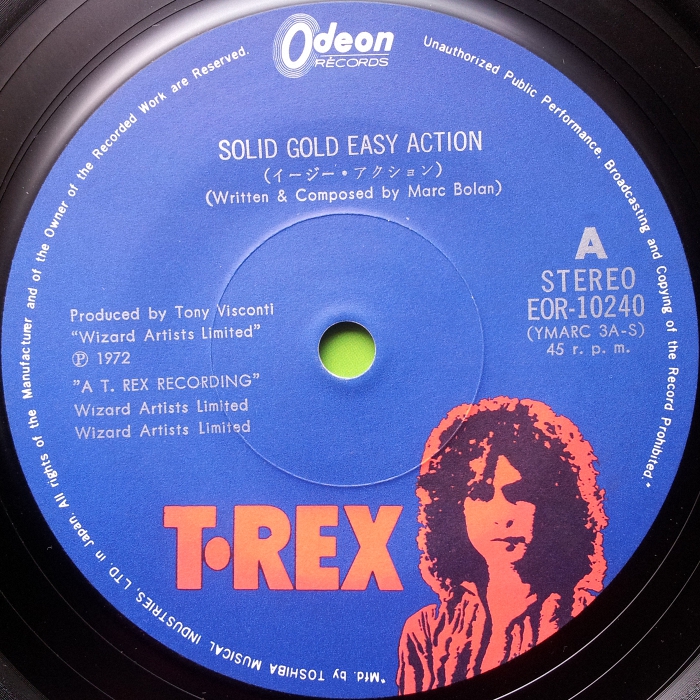 Odeon
RECORDS
Unauthorized Public Performance, Broadcasting and Copying of the Record Prohibited.*
SOLID GOLD EASY ACTION
(イージー・アクション)
(Written & Composed by Marc Bolan)
A
STEREO
EOR-10240
(YMARC 3A-S)
45 r. p. m.
Produced by Tony Visconti
"Wizard Artists Limited"
Ⓟ 1972
"A T. REX RECORDING"
Wizard Artists Limited
Wizard Artists Limited
T·REX
*Mfd. by TOSHIBA MUSICAL INDUSTRIES, LTD. in Japan. All rights of the Manufacturer and of the Owner of the Recorded Work are Reserved.